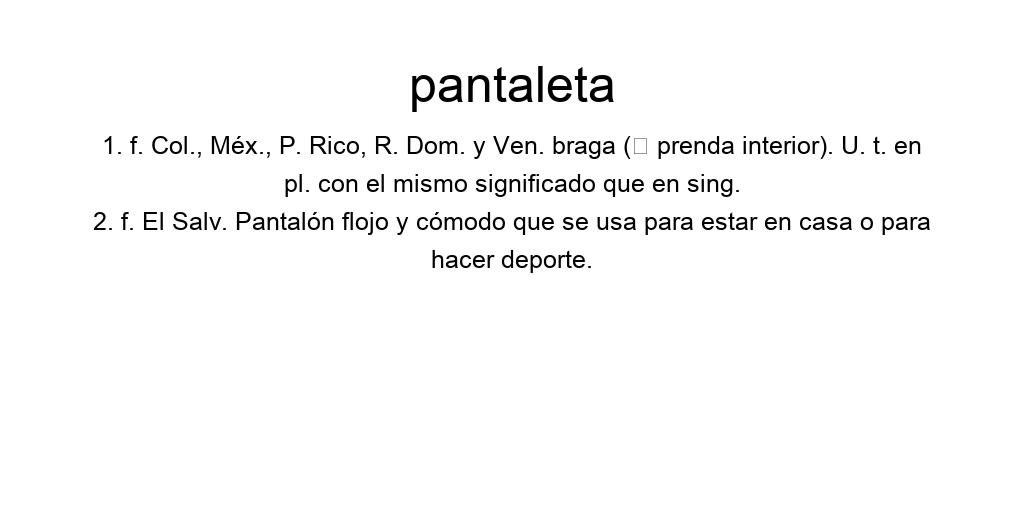 pantaleta
1. f. Col., Méx., P. Rico, R. Dom. y Ven. braga (□ prenda interior). U. t. en
pl. con el mismo significado que en sing.
2. f. El Salv. Pantalón flojo y cómodo que se usa para estar en casa o para
hacer deporte.